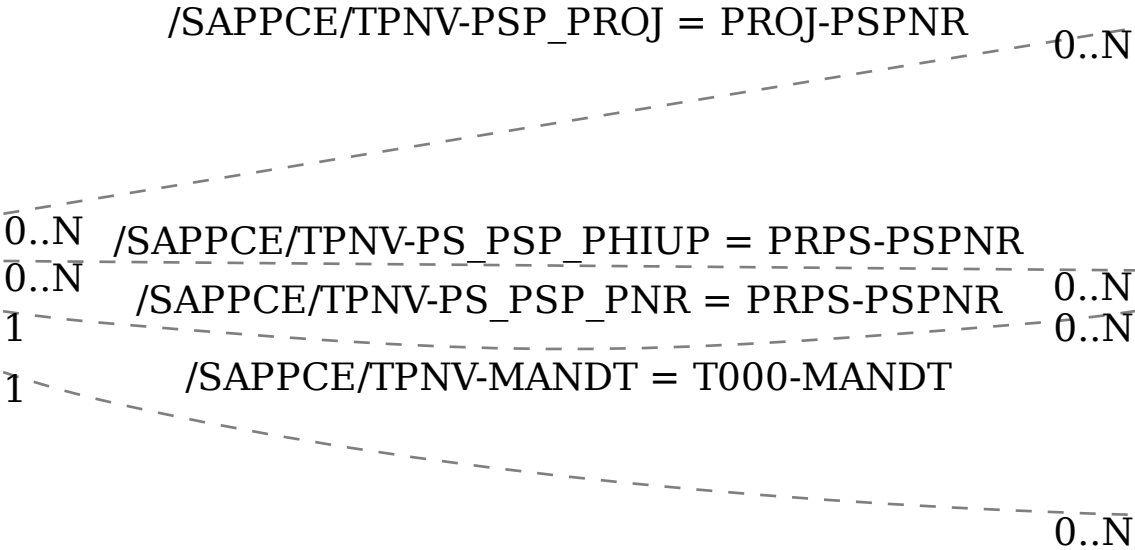 /SAPPCE/TPNV-PSP_PROJ = PROJ-PSPNR
0..N
0..N
/SAPPCE/TPNV-PS_PSP_PHIUP = PRPS-PSPNR
0..N
0..N
/SAPPCE/TPNV-PS_PSP_PNR = PRPS-PSPNR
1
0..N
/SAPPCE/TPNV-MANDT = T000-MANDT
1
0..N